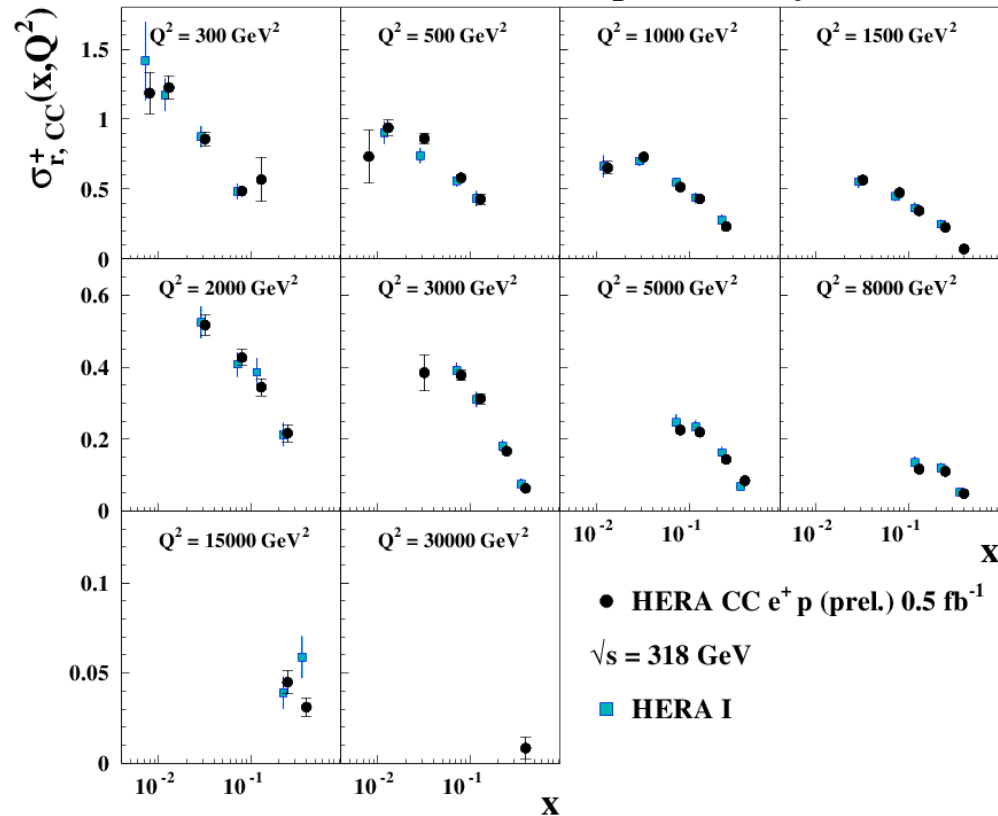 σ⁺r, CC(x,Q²)
Q² = 300 GeV²
Q² = 500 GeV²
Q² = 1000 GeV²
Q² = 1500 GeV²
1.5
1
0.5
0
Q² = 2000 GeV²
Q² = 3000 GeV²
Q² = 5000 GeV²
Q² = 8000 GeV²
0.6
0.4
0.2
0
10⁻²
10⁻¹
10⁻²
10⁻¹
x
Q² = 15000 GeV²
Q² = 30000 GeV²
0.1
0.05
0
10⁻²
10⁻¹
10⁻²
10⁻¹
x
HERA CC e⁺ p (prel.) 0.5 fb⁻¹
√s = 318 GeV
HERA I